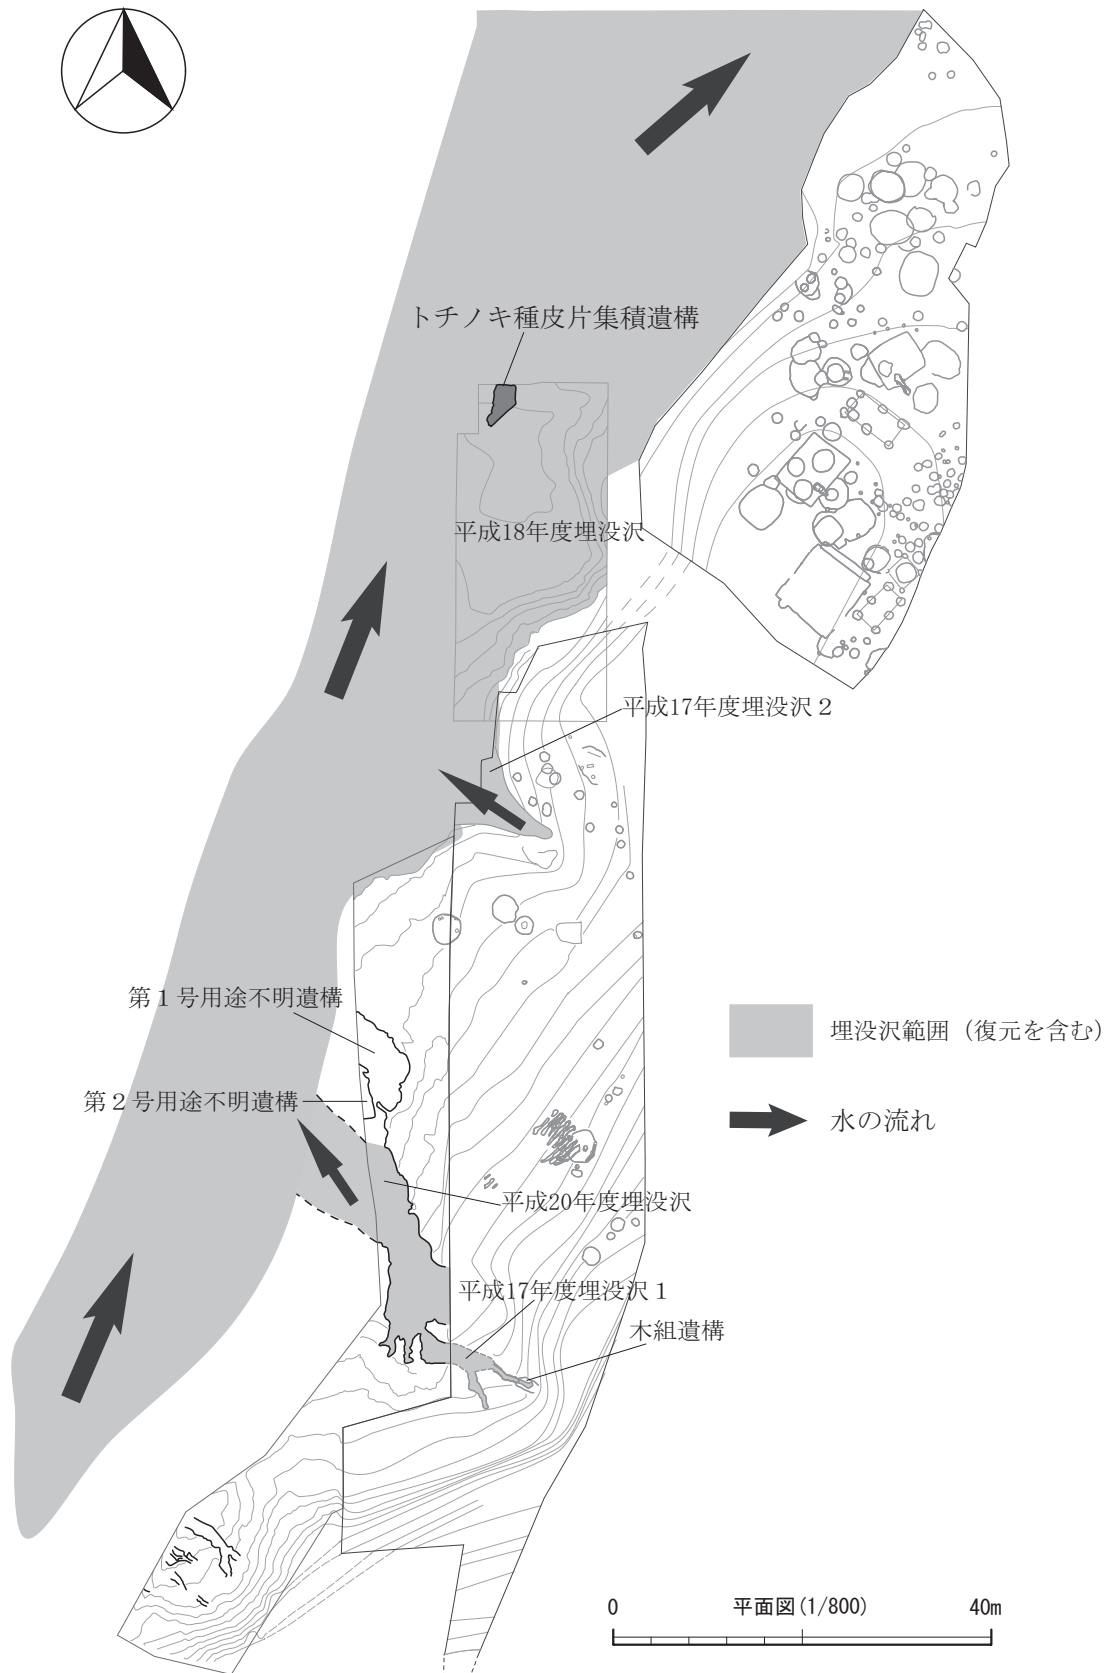 トチノキ種皮片集積遺構
平成18年度埋没沢
平成17年度埋没沢２
第１号用途不明遺構
埋没沢範囲（復元を含む）
第２号用途不明遺構
水の流れ
平成20年度埋没沢
平成17年度埋没沢１
木組遺構
0 平面図(1/800) 40m